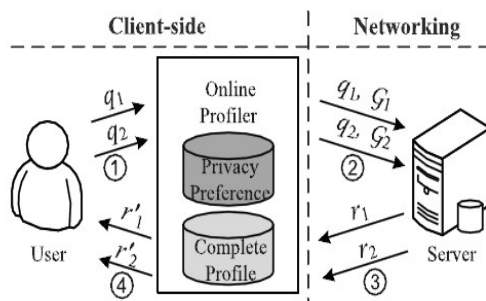 Client-side
Networking
Online
Profiler
q1
q2
①
Privacy
Preference
q1, G1
q2, G2
②
r'1
r'2
④
Complete
Profile
r1
r2
③
User
Server